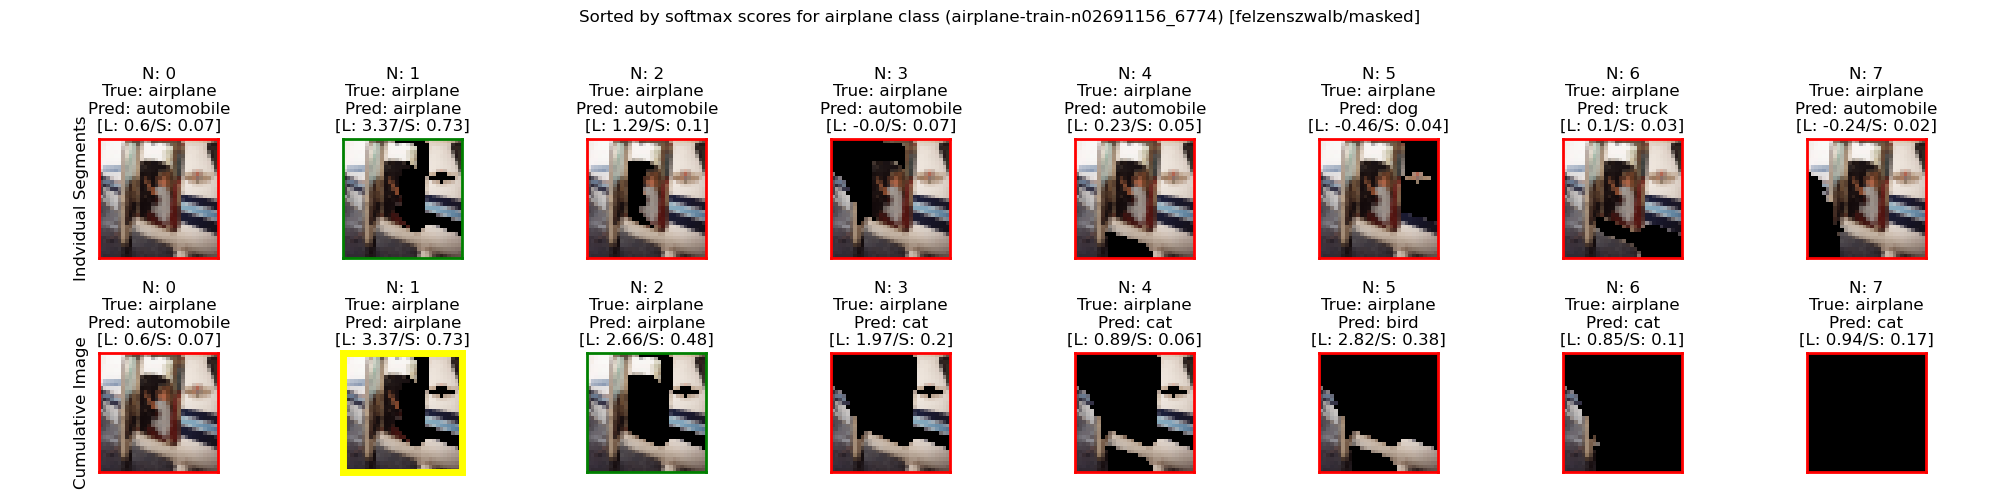 Sorted by softmax scores for airplane class (airplane-train-n02691156_6774) [felzenszwalb/masked]
Indvidual Segments
N: 0
True: airplane
Pred: automobile
[L: 0.6/S: 0.07]
N: 1
True: airplane
Pred: airplane
[L: 3.37/S: 0.73]
N: 2
True: airplane
Pred: automobile
[L: 1.29/S: 0.1]
N: 3
True: airplane
Pred: automobile
[L: -0.0/S: 0.07]
N: 4
True: airplane
Pred: automobile
[L: 0.23/S: 0.05]
N: 5
True: airplane
Pred: dog
[L: -0.46/S: 0.04]
N: 6
True: airplane
Pred: truck
[L: 0.1/S: 0.03]
N: 7
True: airplane
Pred: automobile
[L: -0.24/S: 0.02]
Cumulative Image
N: 0
True: airplane
Pred: automobile
[L: 0.6/S: 0.07]
N: 1
True: airplane
Pred: airplane
[L: 3.37/S: 0.73]
N: 2
True: airplane
Pred: airplane
[L: 2.66/S: 0.48]
N: 3
True: airplane
Pred: cat
[L: 1.97/S: 0.2]
N: 4
True: airplane
Pred: cat
[L: 0.89/S: 0.06]
N: 5
True: airplane
Pred: bird
[L: 2.82/S: 0.38]
N: 6
True: airplane
Pred: cat
[L: 0.85/S: 0.1]
N: 7
True: airplane
Pred: cat
[L: 0.94/S: 0.17]